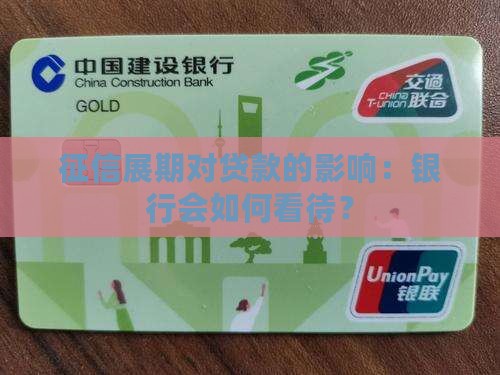 中国建设银行
China Construction Bank
GOLD
CHINA
T-UNION
交通
联合
征信展期对贷款的影响：银
行会如何看待？
UnionPay
银联